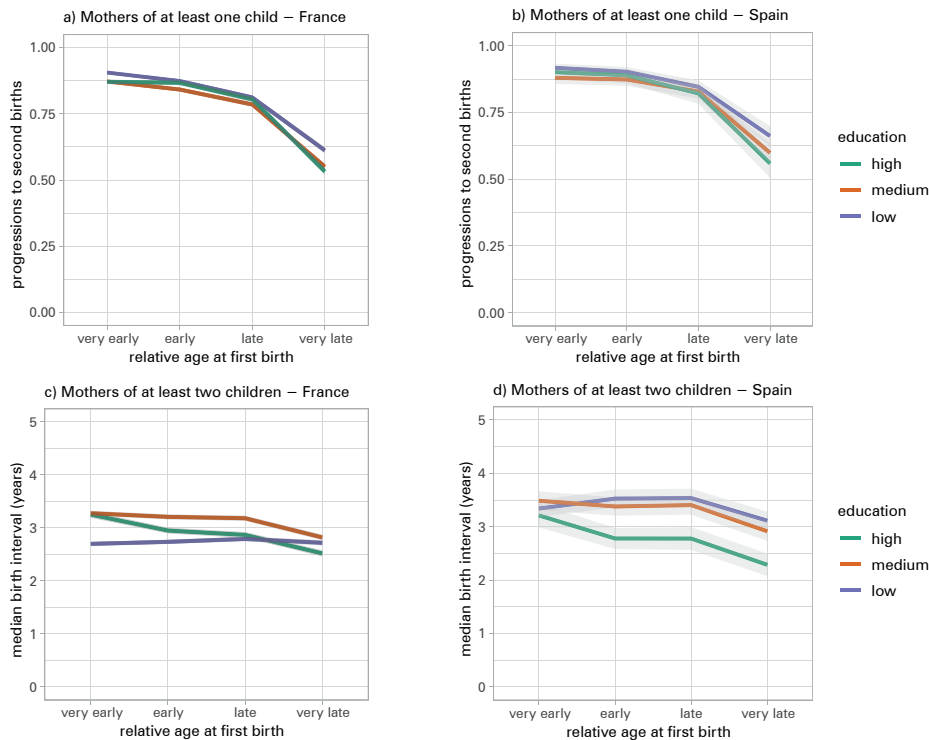 a) Mothers of at least one child – France
1.00
0.75
0.50
0.25
0.00
progressions to second births
very early early late very late
relative age at first birth
b) Mothers of at least one child – Spain
1.00
0.75
0.50
0.25
0.00
progressions to second births
very early early late very late
relative age at first birth
education
high
medium
low
c) Mothers of at least two children – France
5
4
3
2
1
0
median birth interval (years)
very early early late very late
relative age at first birth
d) Mothers of at least two children – Spain
5
4
3
2
1
0
median birth interval (years)
very early early late very late
relative age at first birth
education
high
medium
low